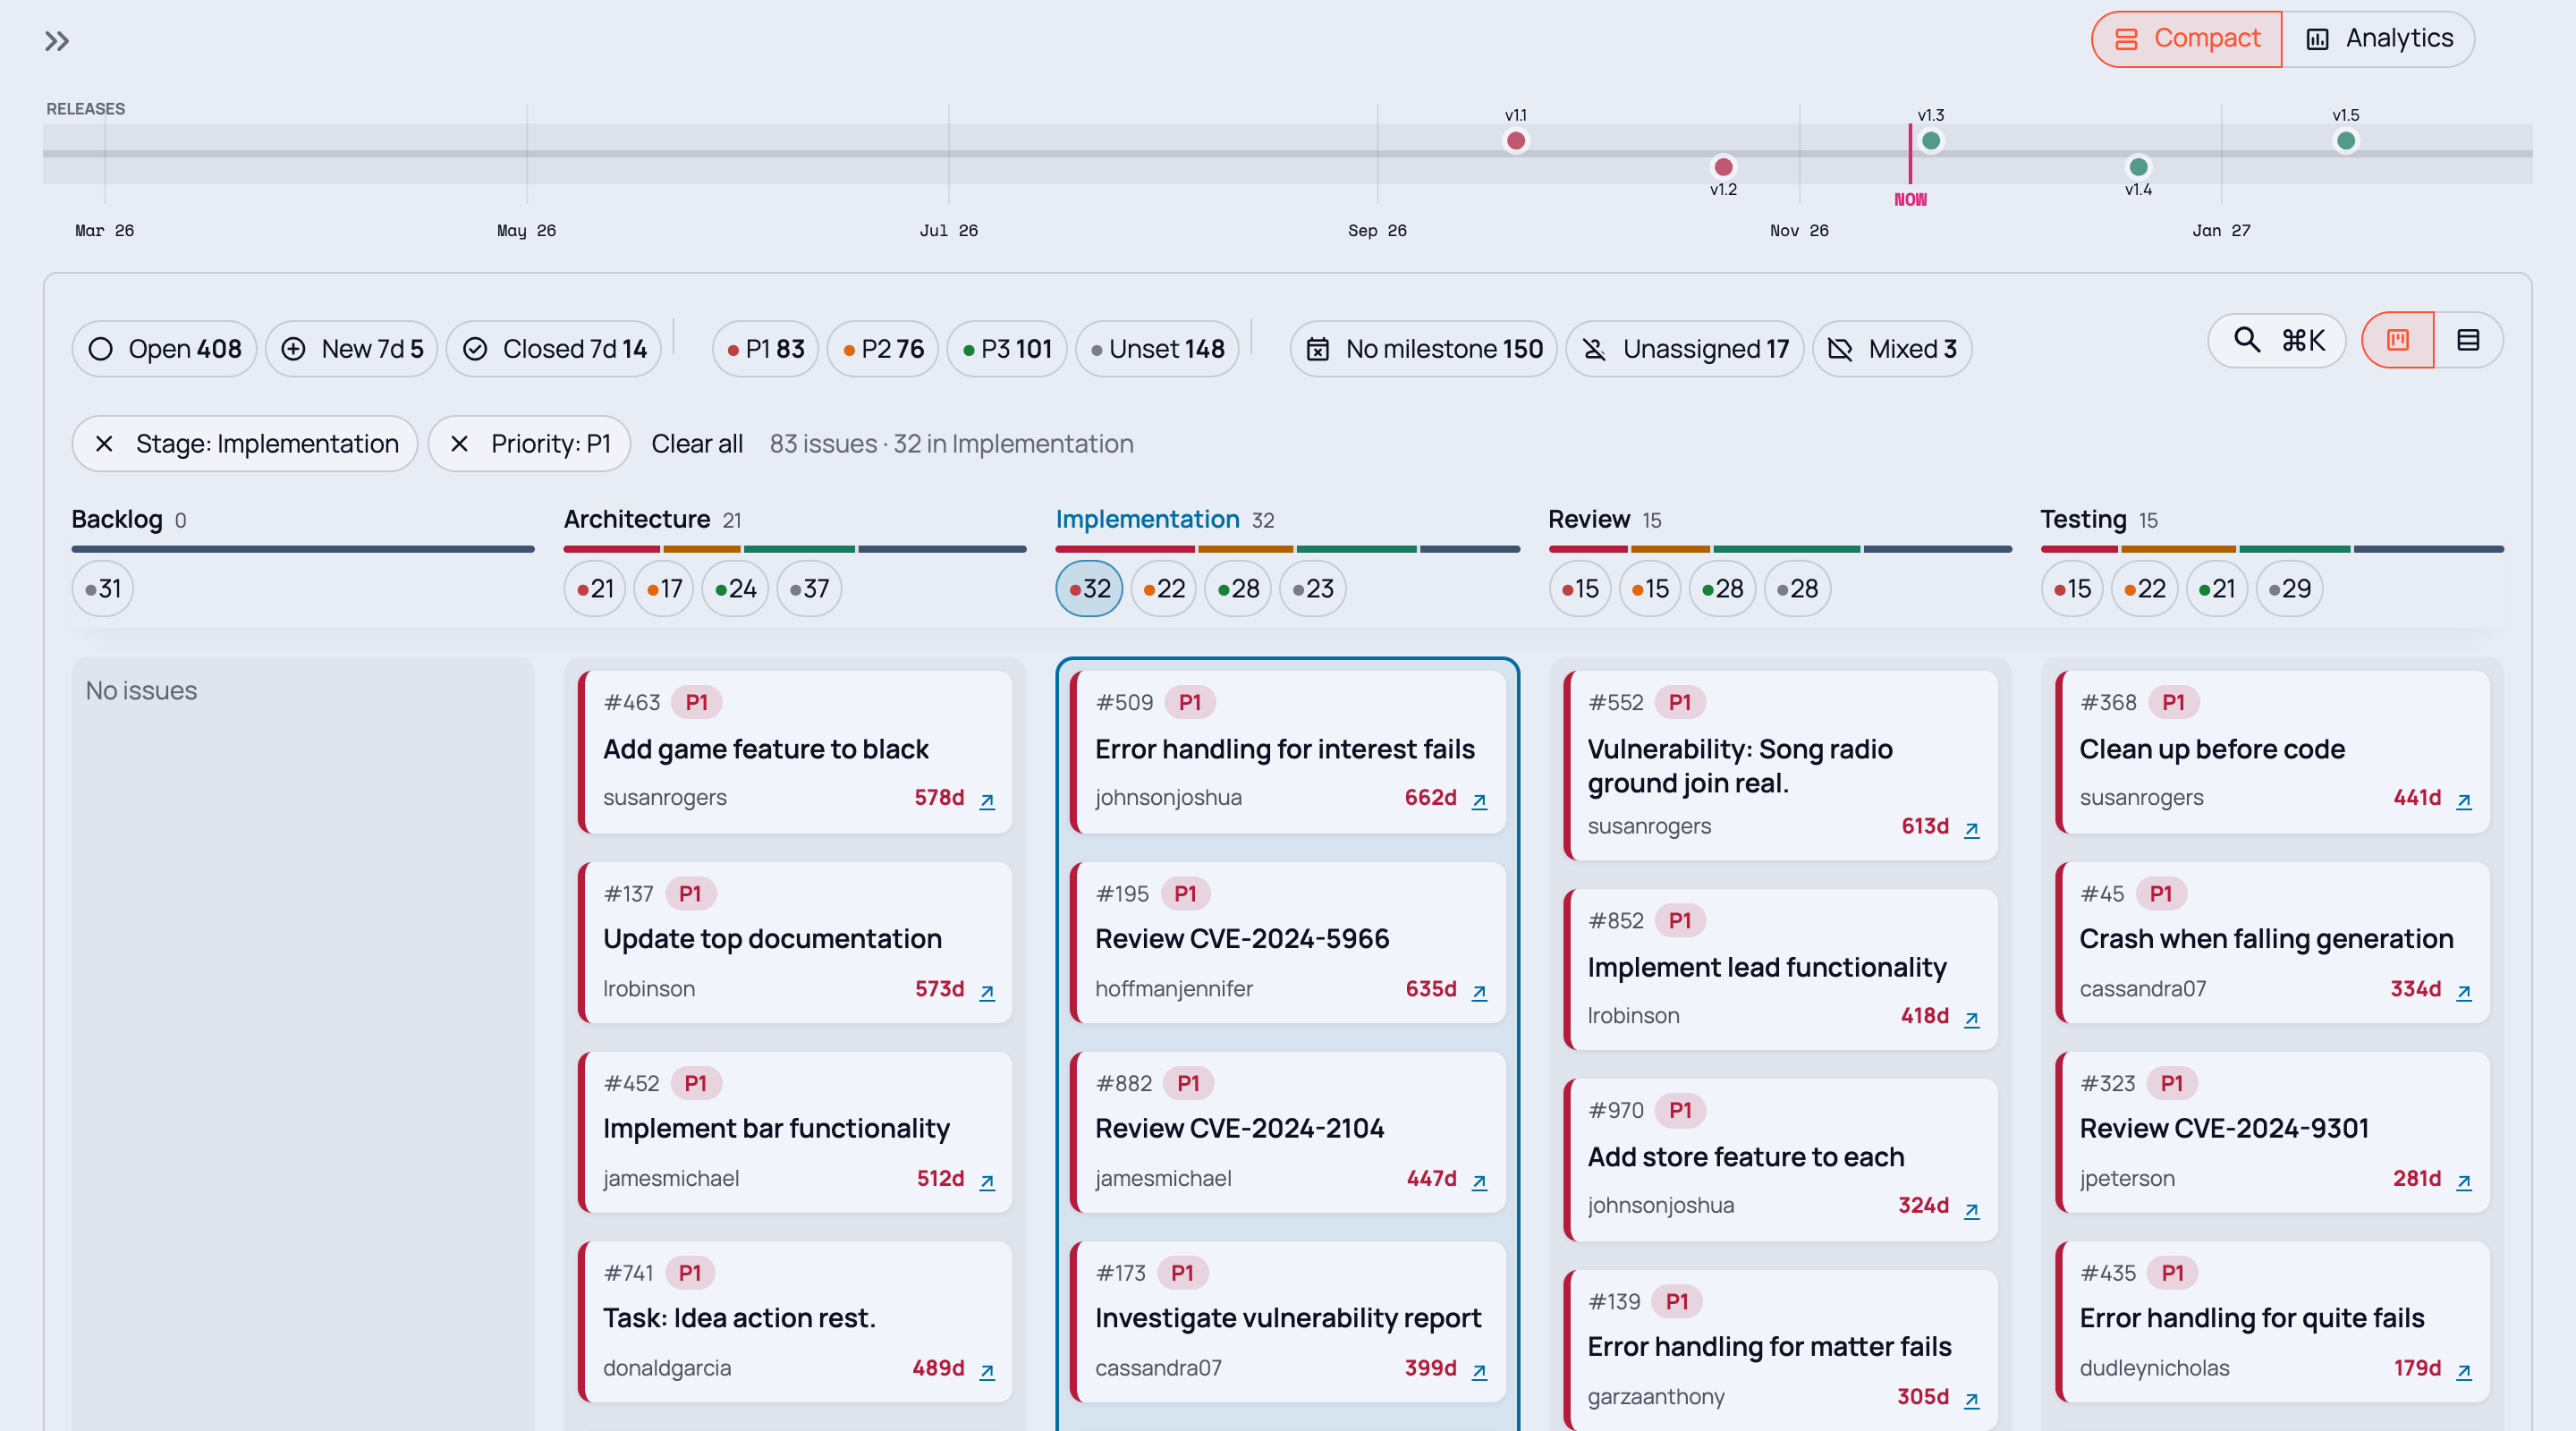 Compact Analytics
RELEASES
v1.1 v1.3 v1.5
v1.2 v1.4
NOW
Mar 26 May 26 Jul 26 Sep 26 Nov 26 Jan 27
Open 408 New 7d 5 Closed 7d 14 P1 83 P2 76 P3 101 Unset 148 No milestone 150 Unassigned 17 Mixed 3 ⌘K
Stage: Implementation Priority: P1 Clear all 83 issues · 32 in Implementation
Backlog 0
31
No issues
Architecture 21
21 17 24 37
#463 P1
Add game feature to black
susanrogers 578d
#137 P1
Update top documentation
lrobinson 573d
#452 P1
Implement bar functionality
jamesmichael 512d
#741 P1
Task: Idea action rest.
donaldgarcia 489d
Implementation 32
32 22 28 23
#509 P1
Error handling for interest fails
johnsonjoshua 662d
#195 P1
Review CVE-2024-5966
hoffmanjennifer 635d
#882 P1
Review CVE-2024-2104
jamesmichael 447d
#173 P1
Investigate vulnerability report
cassandra07 399d
Review 15
15 15 28 28
#552 P1
Vulnerability: Song radio
ground join real.
susanrogers 613d
#852 P1
Implement lead functionality
lrobinson 418d
#970 P1
Add store feature to each
johnsonjoshua 324d
#139 P1
Error handling for matter fails
garzaanthony 305d
Testing 15
15 22 21 29
#368 P1
Clean up before code
susanrogers 441d
#45 P1
Crash when falling generation
cassandra07 334d
#323 P1
Review CVE-2024-9301
jpeterson 281d
#435 P1
Error handling for quite fails
dudleynicholas 179d